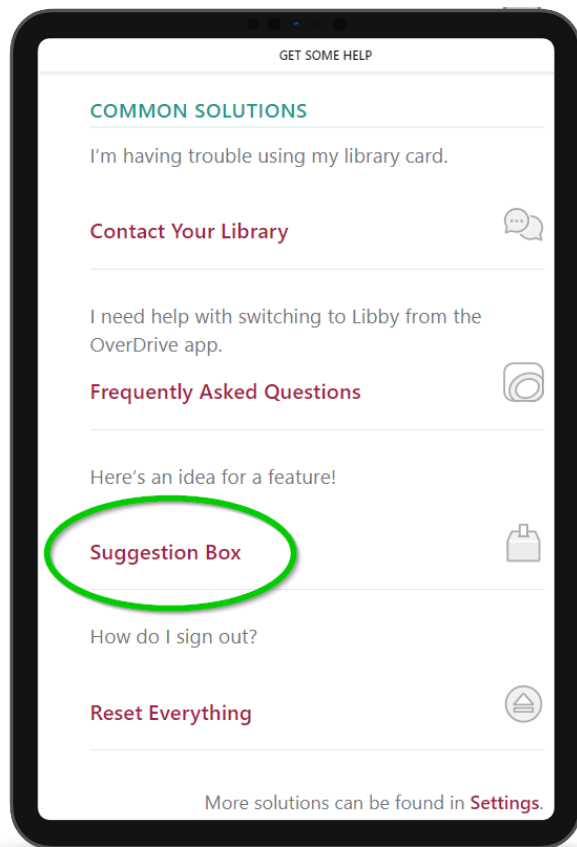 GET SOME HELP
COMMON SOLUTIONS
I'm having trouble using my library card.
Contact Your Library
I need help with switching to Libby from the
OverDrive app.
Frequently Asked Questions
Here's an idea for a feature!
Suggestion Box
How do I sign out?
Reset Everything
More solutions can be found in Settings.